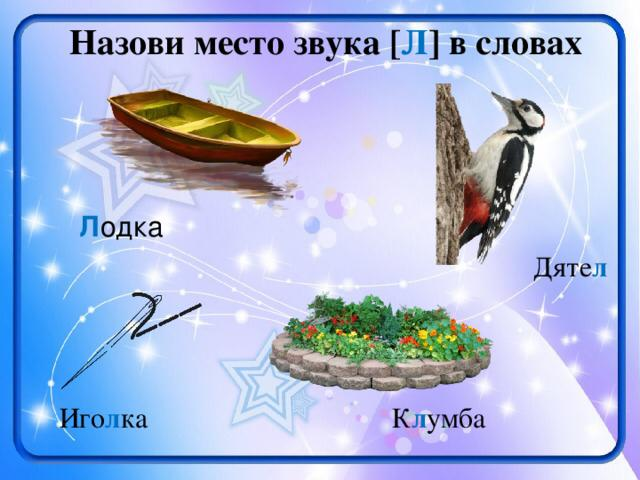 Назови место звука [Л] в словах
Лодка
Дятел
Иголка
Клумба